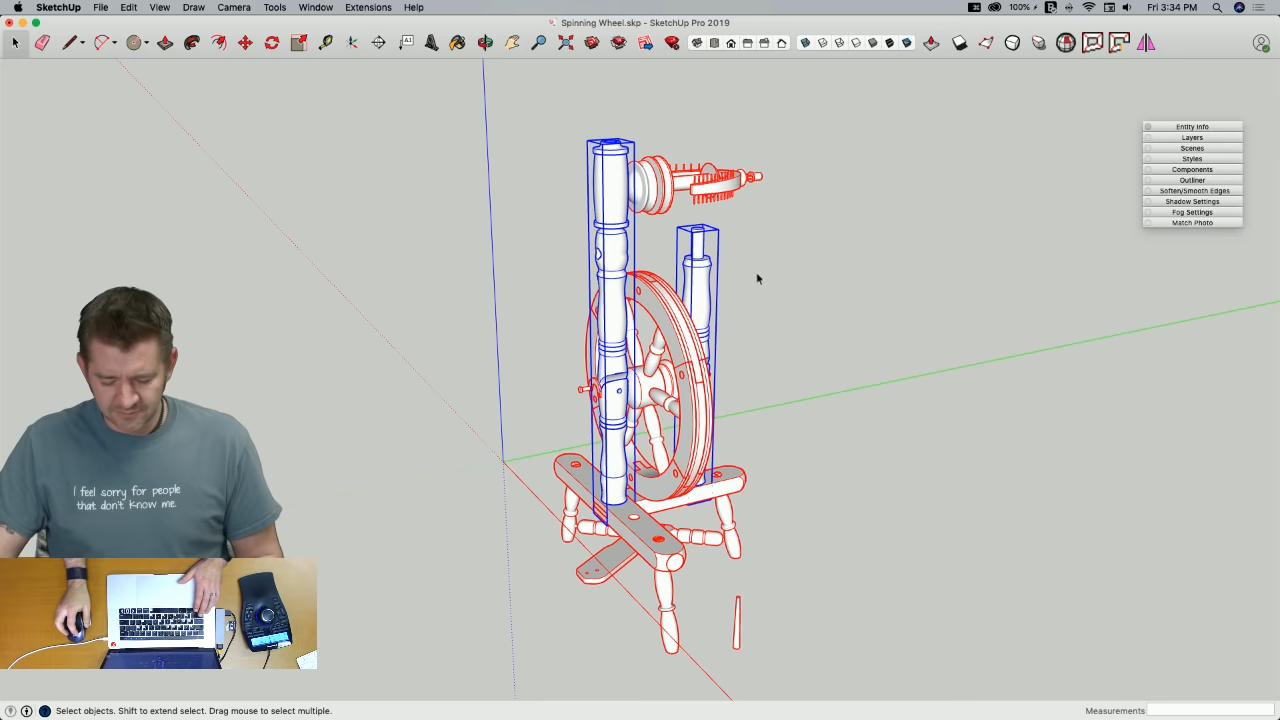 SketchUp File Edit View Draw Camera Tools Window Extensions Help 100% Fri 3:34 PM
Spinning Wheel.skp - SketchUp Pro 2019
Entity Info
Layers
Scenes
Styles
Components
Outliner
Soften/Smooth Edges
Shadow Settings
Fog Settings
Match Photo
I feel sorry for people
that don't know me.
Select objects. Shift to extend select. Drag mouse to select multiple. Measurements